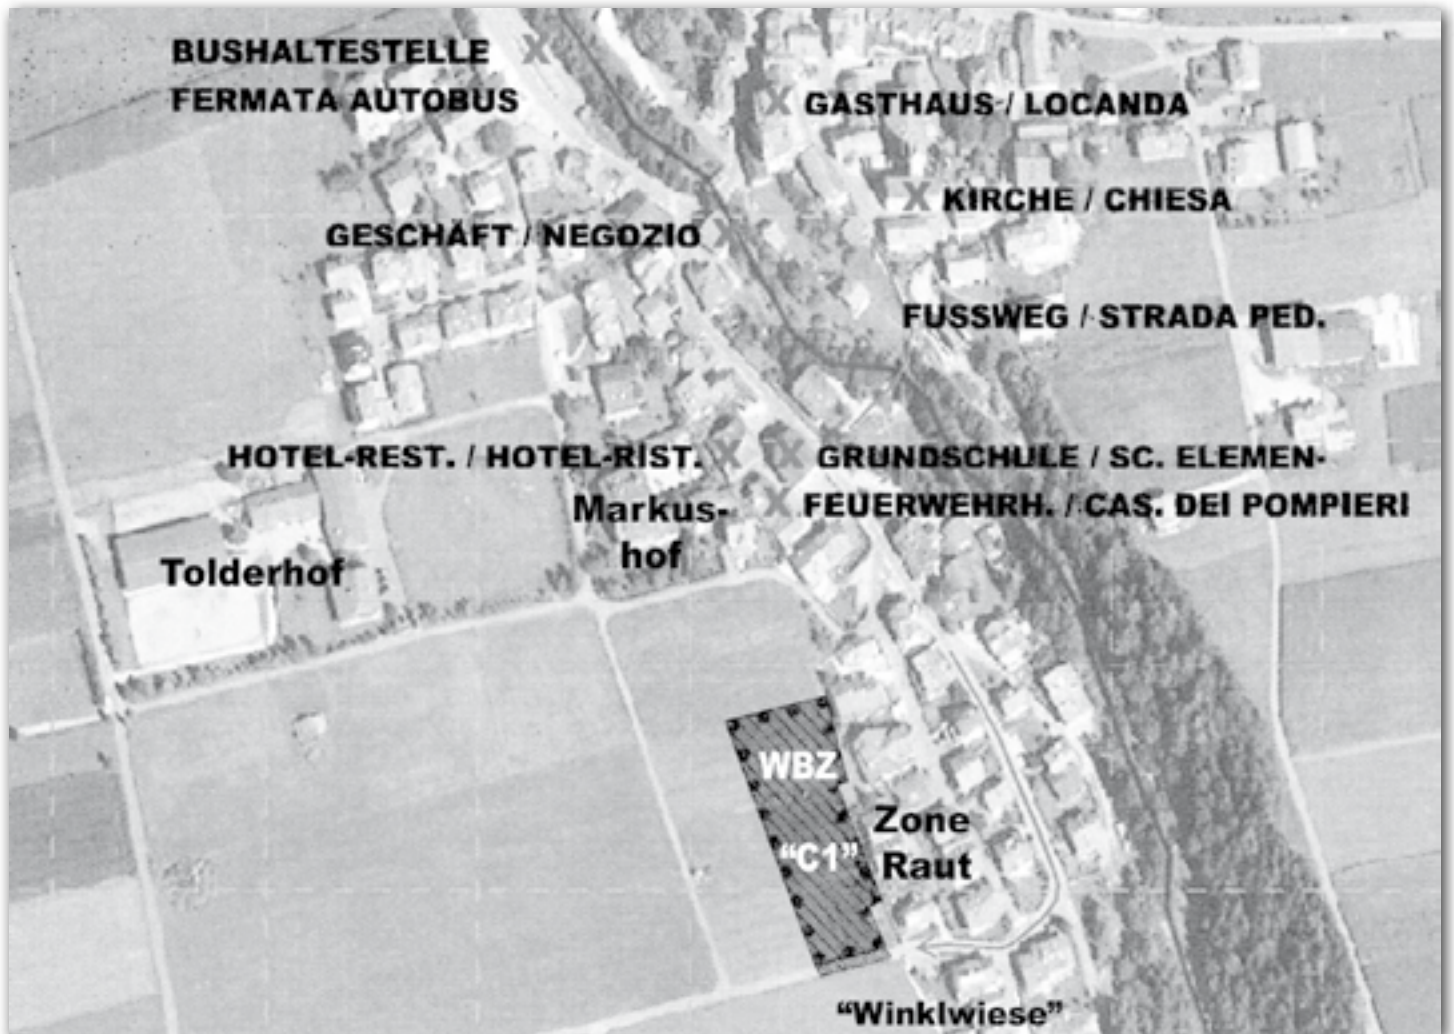 BUSHALTESTELLE X
FERMATA AUTOBUS
X GASTHAUS / LOCANDA
X KIRCHE / CHIESA
GESCHÄFT / NEGOZIO X
FUSSWEG / STRADA PED.
HOTEL-REST. / HOTEL-RIST. X
X GRUNDSCHULE / SC. ELEMEN-
X FEUERWEHRH. / CAS. DEI POMPIERI
Markus-
hof
Tolderhof
WBZ
"C1"
Zone
Raut
"Winklwiese"